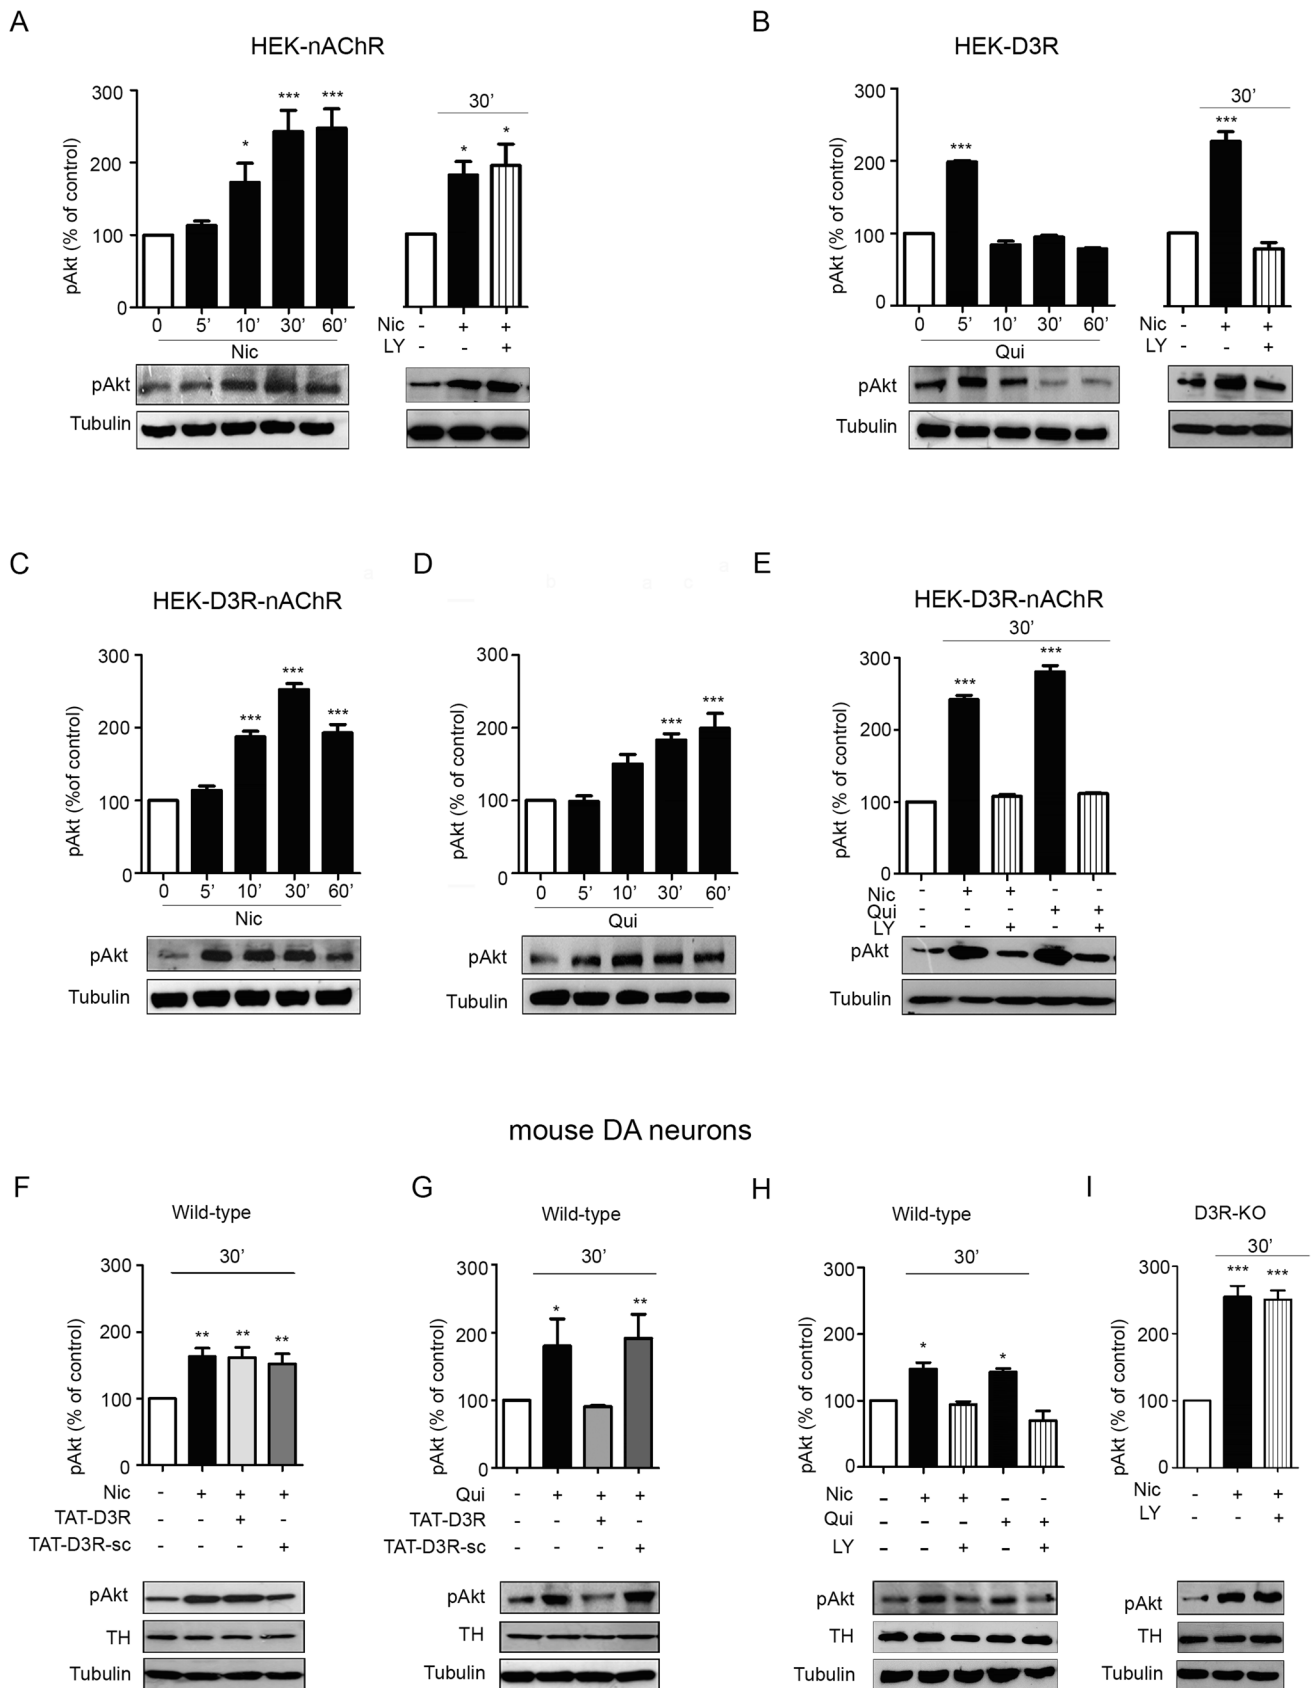 A
HEK-nAChR
pAkt (% of control)
300
200
100
0
*
***
***
0 5’ 10’ 30’ 60’
Nic
pAkt
Tubulin
30’
*
*
Nic - + +
LY - - +
B
HEK-D3R
pAkt (% of control)
300
200
100
0
***
0 5’ 10’ 30’ 60’
Qui
pAkt
Tubulin
30’
***
Nic - + +
LY - - +
C
HEK-D3R-nAChR
pAkt (%of control)
300
200
100
0
***
***
***
0 5’ 10’ 30’ 60’
Nic
pAkt
Tubulin
D
a
b
a
c
a
pAkt (% of control)
300
200
100
0
***
***
0 5’ 10’ 30’ 60’
Qui
pAkt
Tubulin
E
HEK-D3R-nAChR
30’
pAkt (% of control)
300
200
100
0
***
***
Nic - + + - -
Qui - - - + +
LY - - + - +
pAkt
Tubulin
mouse DA neurons
F
Wild-type
30’
pAkt (% of control)
300
200
100
0
**
**
**
Nic - + + +
TAT-D3R - - + -
TAT-D3R-sc - - - +
pAkt
TH
Tubulin
G
Wild-type
30’
pAkt (% of control)
300
200
100
0
*
**
Qui - + + +
TAT-D3R - - + -
TAT-D3R-sc - - - +
pAkt
TH
Tubulin
H
Wild-type
30’
pAkt (% of control)
300
200
100
0
*
*
Nic - + + - -
Qui - - - + +
LY - - + - +
pAkt
TH
Tubulin
I
D3R-KO
30’
pAkt (% of control)
300
200
100
0
***
***
Nic - + +
LY - - +
pAkt
TH
Tubulin